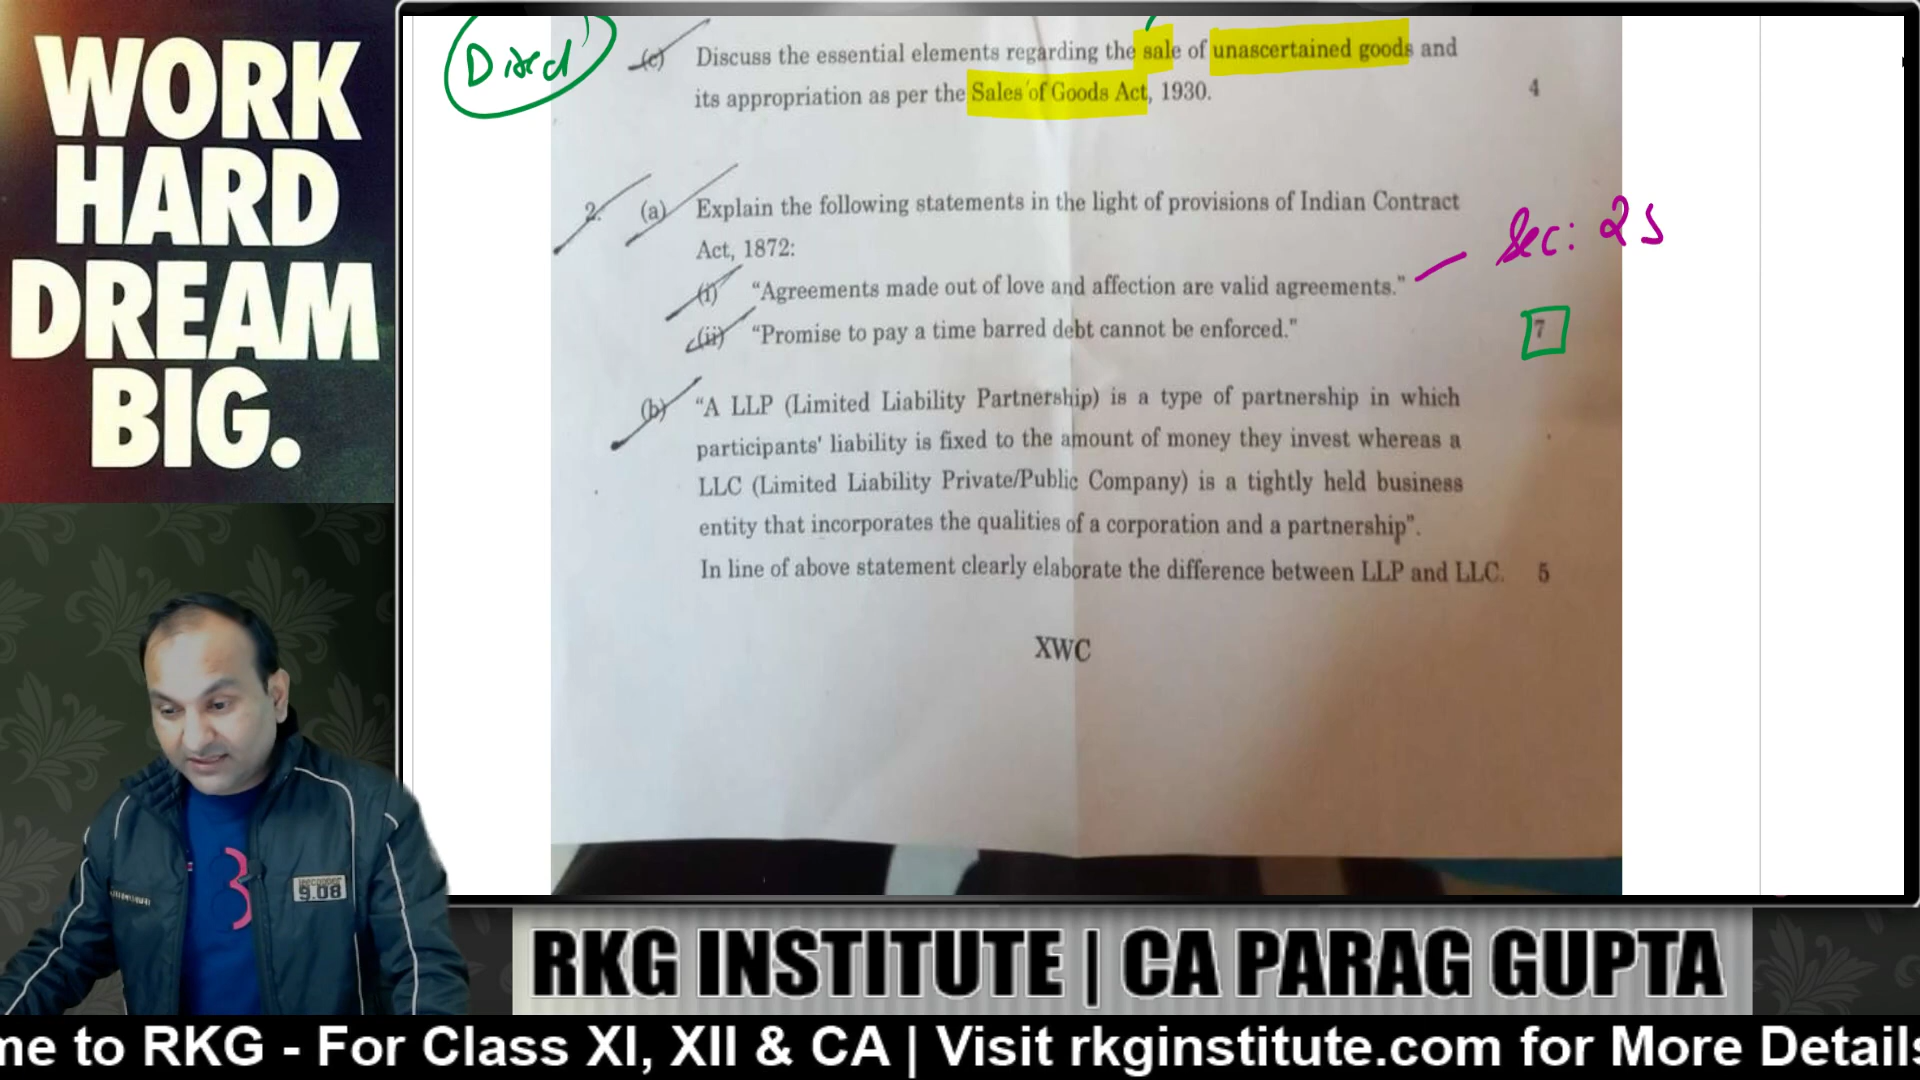 WORK
HARD
DREAM
BIG.
(c) Discuss the essential elements regarding the sale of unascertained goods and
its appropriation as per the Sales of Goods Act, 1930. 4
2. (a) Explain the following statements in the light of provisions of Indian Contract
Act, 1872:
Sec: 25
(i) “Agreements made out of love and affection are valid agreements.”
(ii) “Promise to pay a time barred debt cannot be enforced.” 7
(b) “A LLP (Limited Liability Partnership) is a type of partnership in which
participants' liability is fixed to the amount of money they invest whereas a
LLC (Limited Liability Private/Public Company) is a tightly held business
entity that incorporates the qualities of a corporation and a partnership”.
In line of above statement clearly elaborate the difference between LLP and LLC. 5
XWC
9.08
3
RKG INSTITUTE | CA PARAG GUPTA
me to RKG - For Class XI, XII & CA | Visit rkginstitute.com for More Details